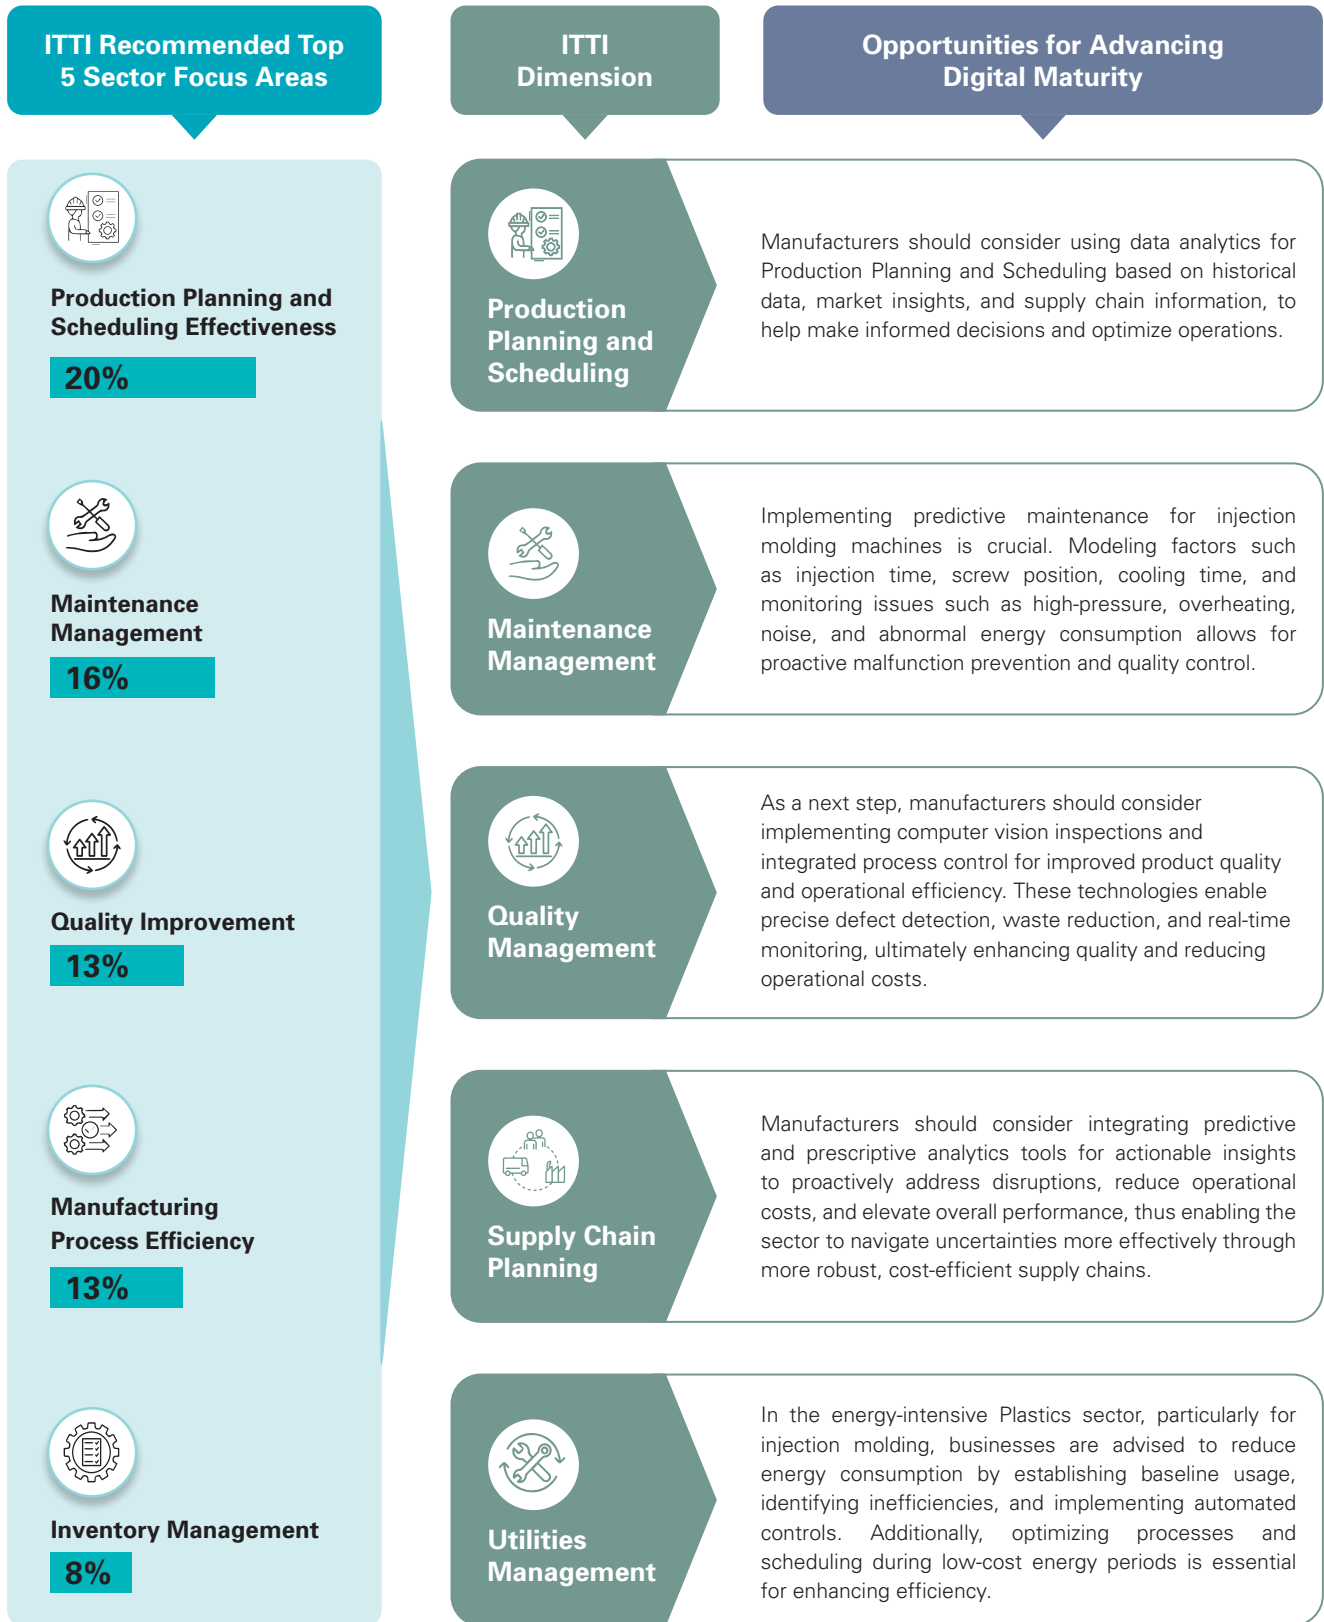 ITTI Recommended Top
5 Sector Focus Areas
ITTI
Dimension
Opportunities for Advancing
Digital Maturity
Production Planning and
Scheduling Effectiveness
20%
Maintenance
Management
16%
Quality Improvement
13%
Manufacturing
Process Efficiency
13%
Inventory Management
8%
Production
Planning and
Scheduling
Manufacturers should consider using data analytics for
Production Planning and Scheduling based on historical
data, market insights, and supply chain information, to
help make informed decisions and optimize operations.
Maintenance
Management
Implementing predictive maintenance for injection
molding machines is crucial. Modeling factors such
as injection time, screw position, cooling time, and
monitoring issues such as high-pressure, overheating,
noise, and abnormal energy consumption allows for
proactive malfunction prevention and quality control.
Quality
Management
As a next step, manufacturers should consider
implementing computer vision inspections and
integrated process control for improved product quality
and operational efficiency. These technologies enable
precise defect detection, waste reduction, and real-time
monitoring, ultimately enhancing quality and reducing
operational costs.
Supply Chain
Planning
Manufacturers should consider integrating predictive
and prescriptive analytics tools for actionable insights
to proactively address disruptions, reduce operational
costs, and elevate overall performance, thus enabling the
sector to navigate uncertainties more effectively through
more robust, cost-efficient supply chains.
Utilities
Management
In the energy-intensive Plastics sector, particularly for
injection molding, businesses are advised to reduce
energy consumption by establishing baseline usage,
identifying inefficiencies, and implementing automated
controls. Additionally, optimizing processes and
scheduling during low-cost energy periods is essential
for enhancing efficiency.